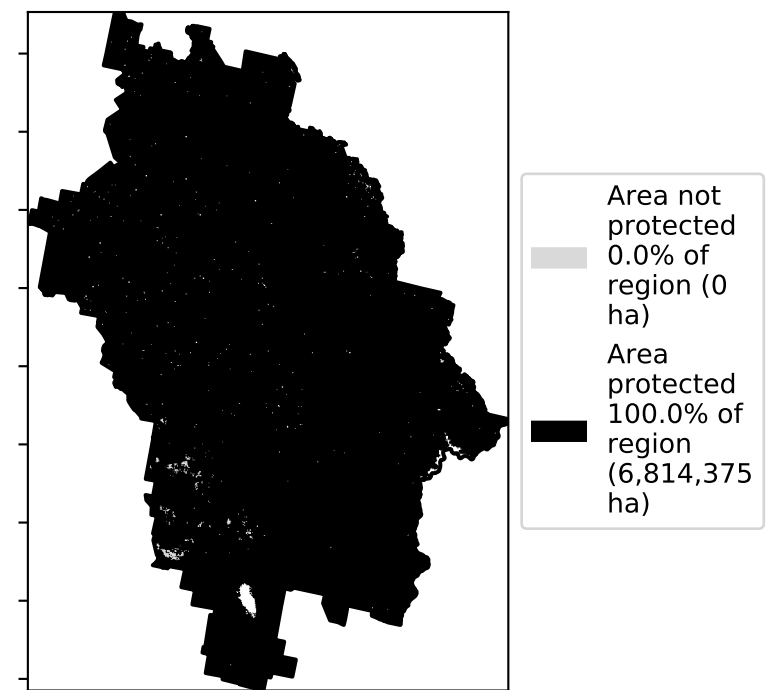 Area not
protected
0.0% of
region (0
ha)
Area
protected
100.0% of
region
(6,814,375
ha)